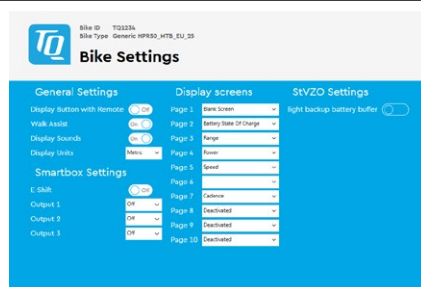 TQ
Bike ID TQ1234
Bike Type Generic HPR50_MTB_EU_25
Bike Settings
General Settings
Display Button with Remote Off
Walk Assist On
Display Sounds On
Display Units Metric
Smartbox Settings
E Shift Off
Output 1 Off
Output 2 Off
Output 3 Off
Display screens
Page 1 Blank Screen
Page 2 Battery State Of Charge
Page 3 Range
Page 4 Power
Page 5 Speed
Page 6
Page 7 Cadence
Page 8 Deactivated
Page 9 Deactivated
Page 10 Deactivated
StVZO Settings
light backup battery buffer